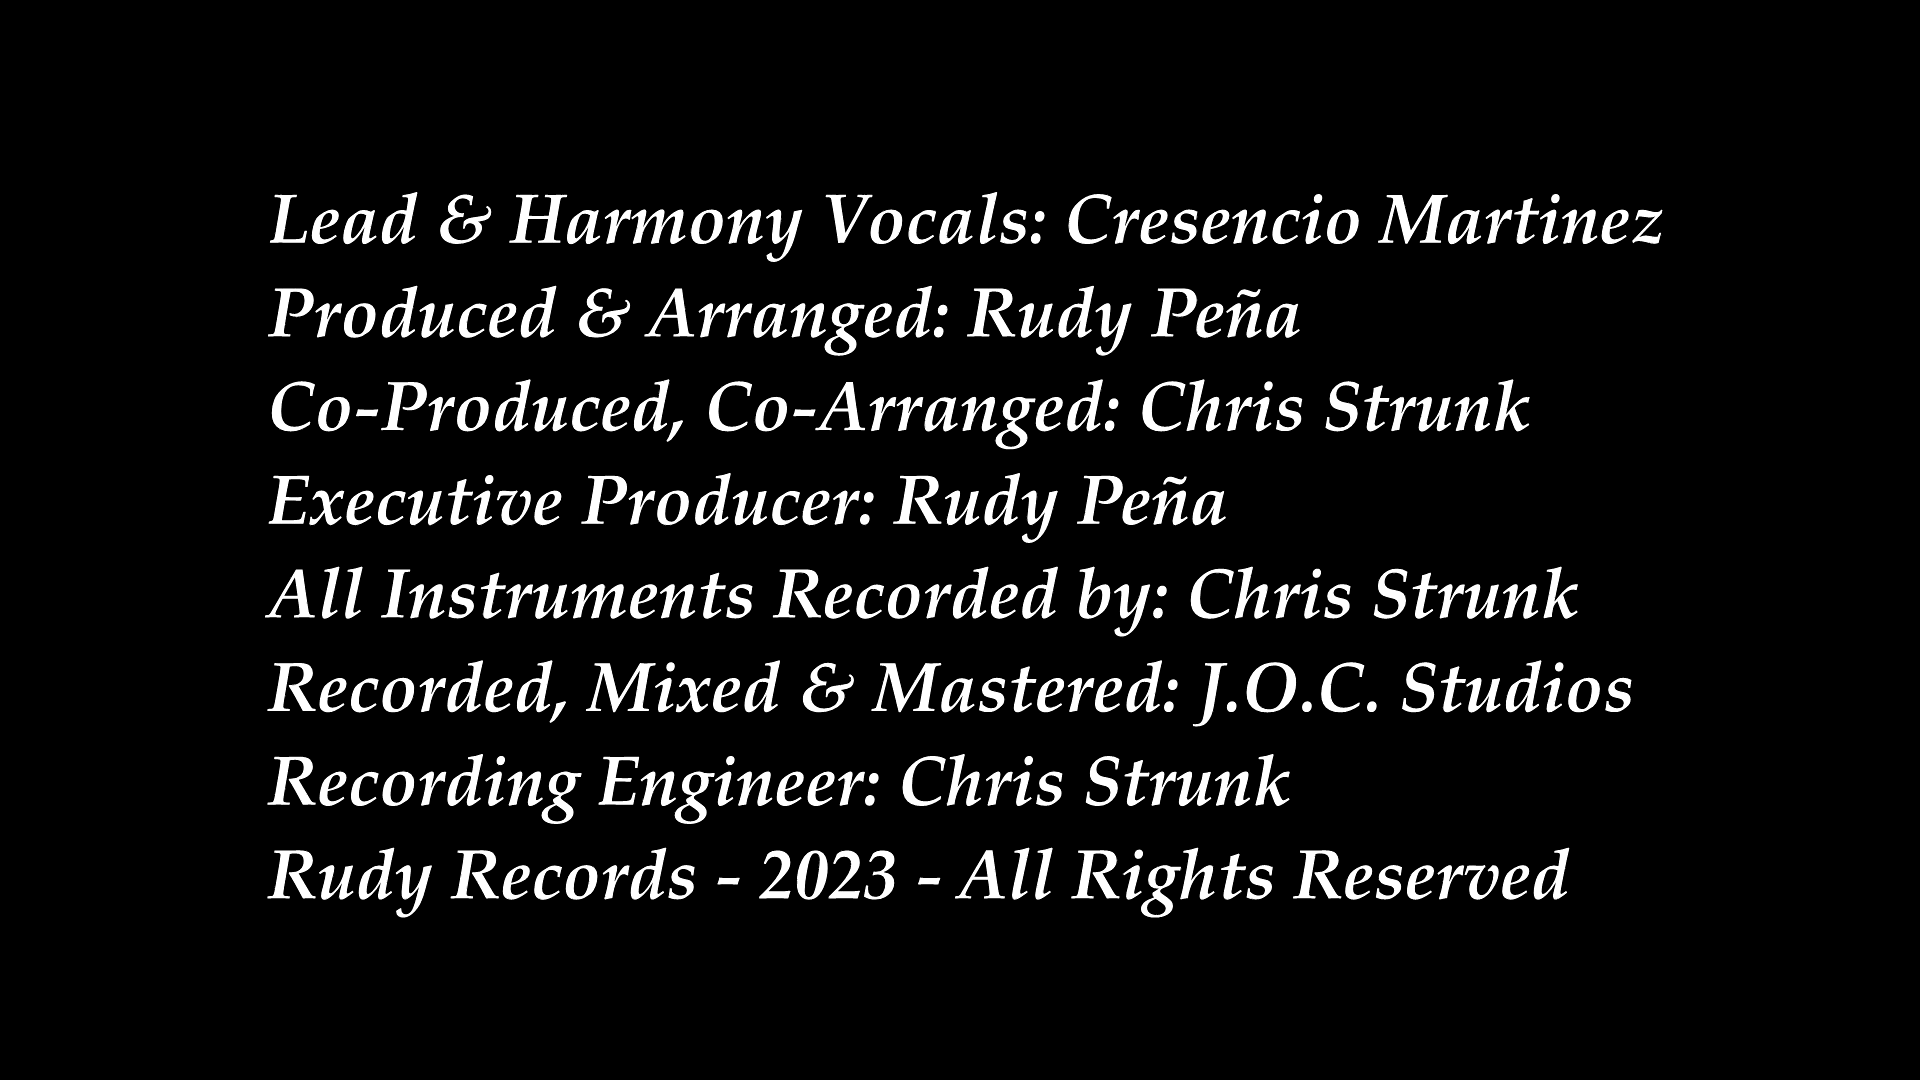 Lead & Harmony Vocals: Cresencio Martinez
Produced & Arranged: Rudy Peña
Co-Produced, Co-Arranged: Chris Strunk
Executive Producer: Rudy Peña
All Instruments Recorded by: Chris Strunk
Recorded, Mixed & Mastered: J.O.C. Studios
Recording Engineer: Chris Strunk
Rudy Records - 2023 - All Rights Reserved